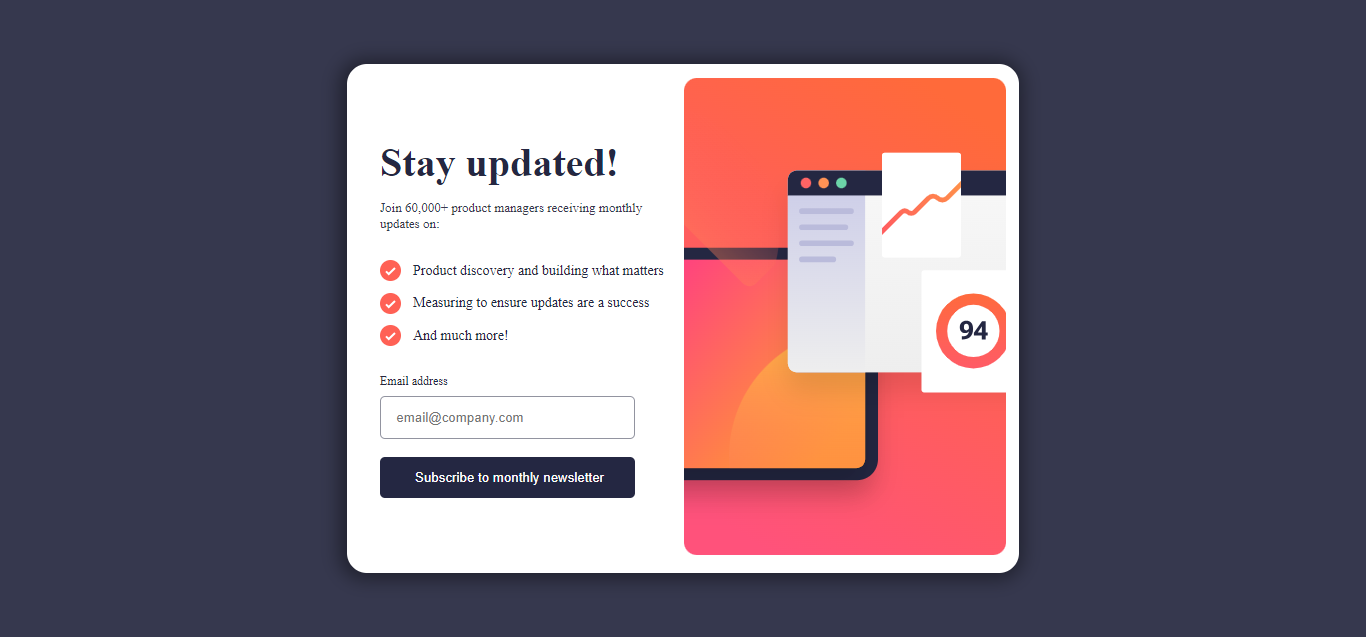 Stay updated!
Join 60,000+ product managers receiving monthly
updates on:
Product discovery and building what matters
Measuring to ensure updates are a success
And much more!
Email address
email@company.com
Subscribe to monthly newsletter
94